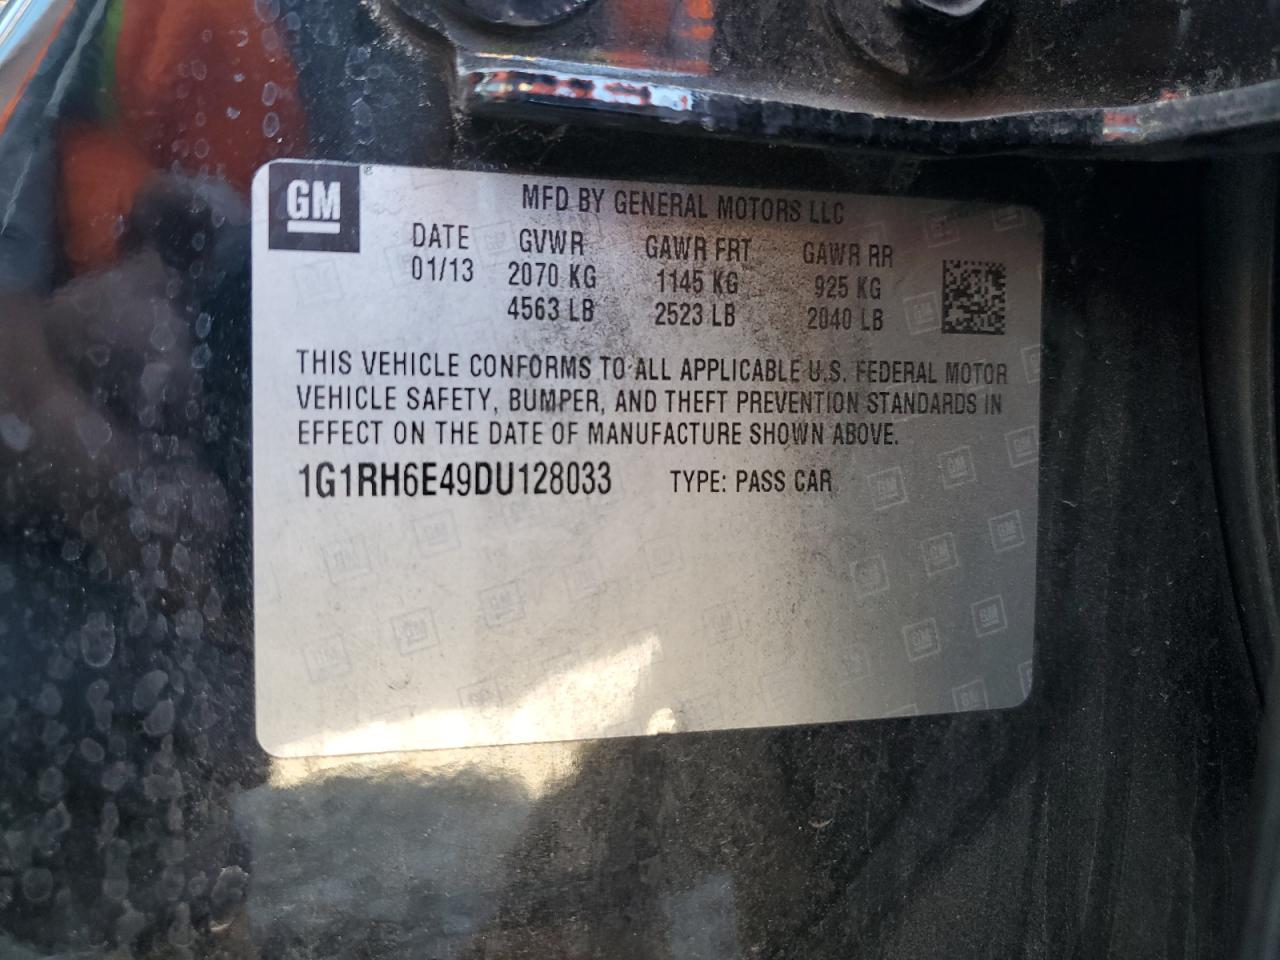 GM
MFD BY GENERAL MOTORS LLC
DATE GVWR GAWR FRT GAWR RR
01/13 2070 KG 1145 KG 925 KG
4563 LB 2523 LB 2040 LB
THIS VEHICLE CONFORMS TO ALL APPLICABLE U.S. FEDERAL MOTOR
VEHICLE SAFETY, BUMPER, AND THEFT PREVENTION STANDARDS IN
EFFECT ON THE DATE OF MANUFACTURE SHOWN ABOVE.
1G1RH6E49DU128033 TYPE: PASS CAR